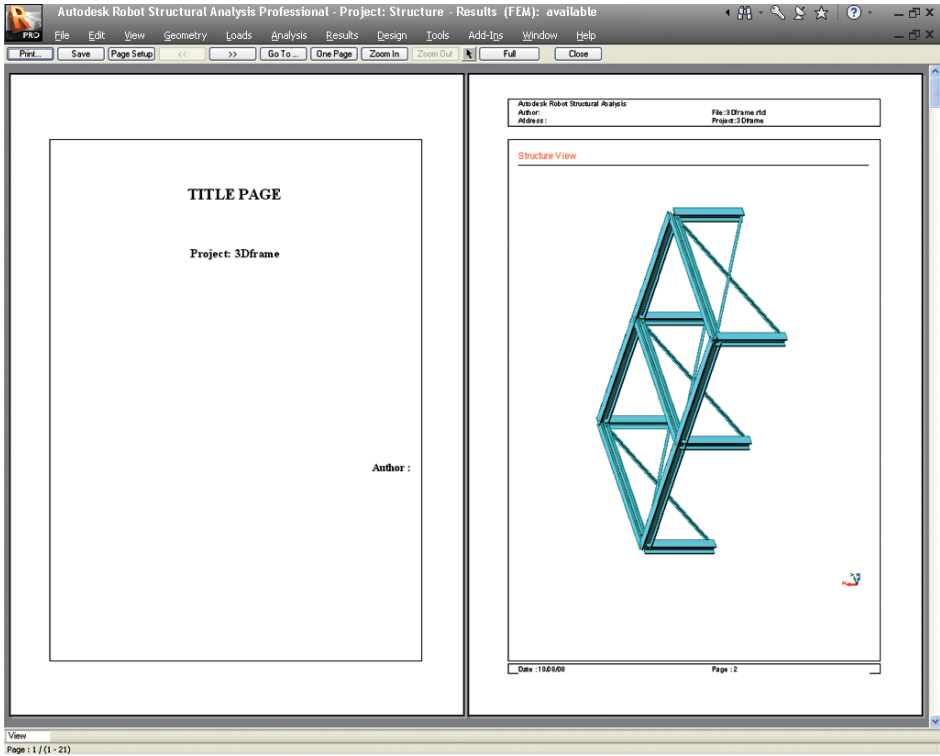 Autodesk Robot Structural Analysis Professional - Project: Structure - Results (FEM): available
PRO File Edit View Geometry Loads Analysis Results Design Tools Add-Ins Window Help
Print... Save Page Setup << >> Go To ... One Page Zoom In Zoom Out Full Close
TITLE PAGE
Project: 3Dframe
Author :
Autodesk Robot Structural Analysis
Author: File: 3Dframe.rtd
Address: Project: 3Dframe
Structure View
Date : 18/08/08 Page : 2
View
Page : 1 / (1 - 21)